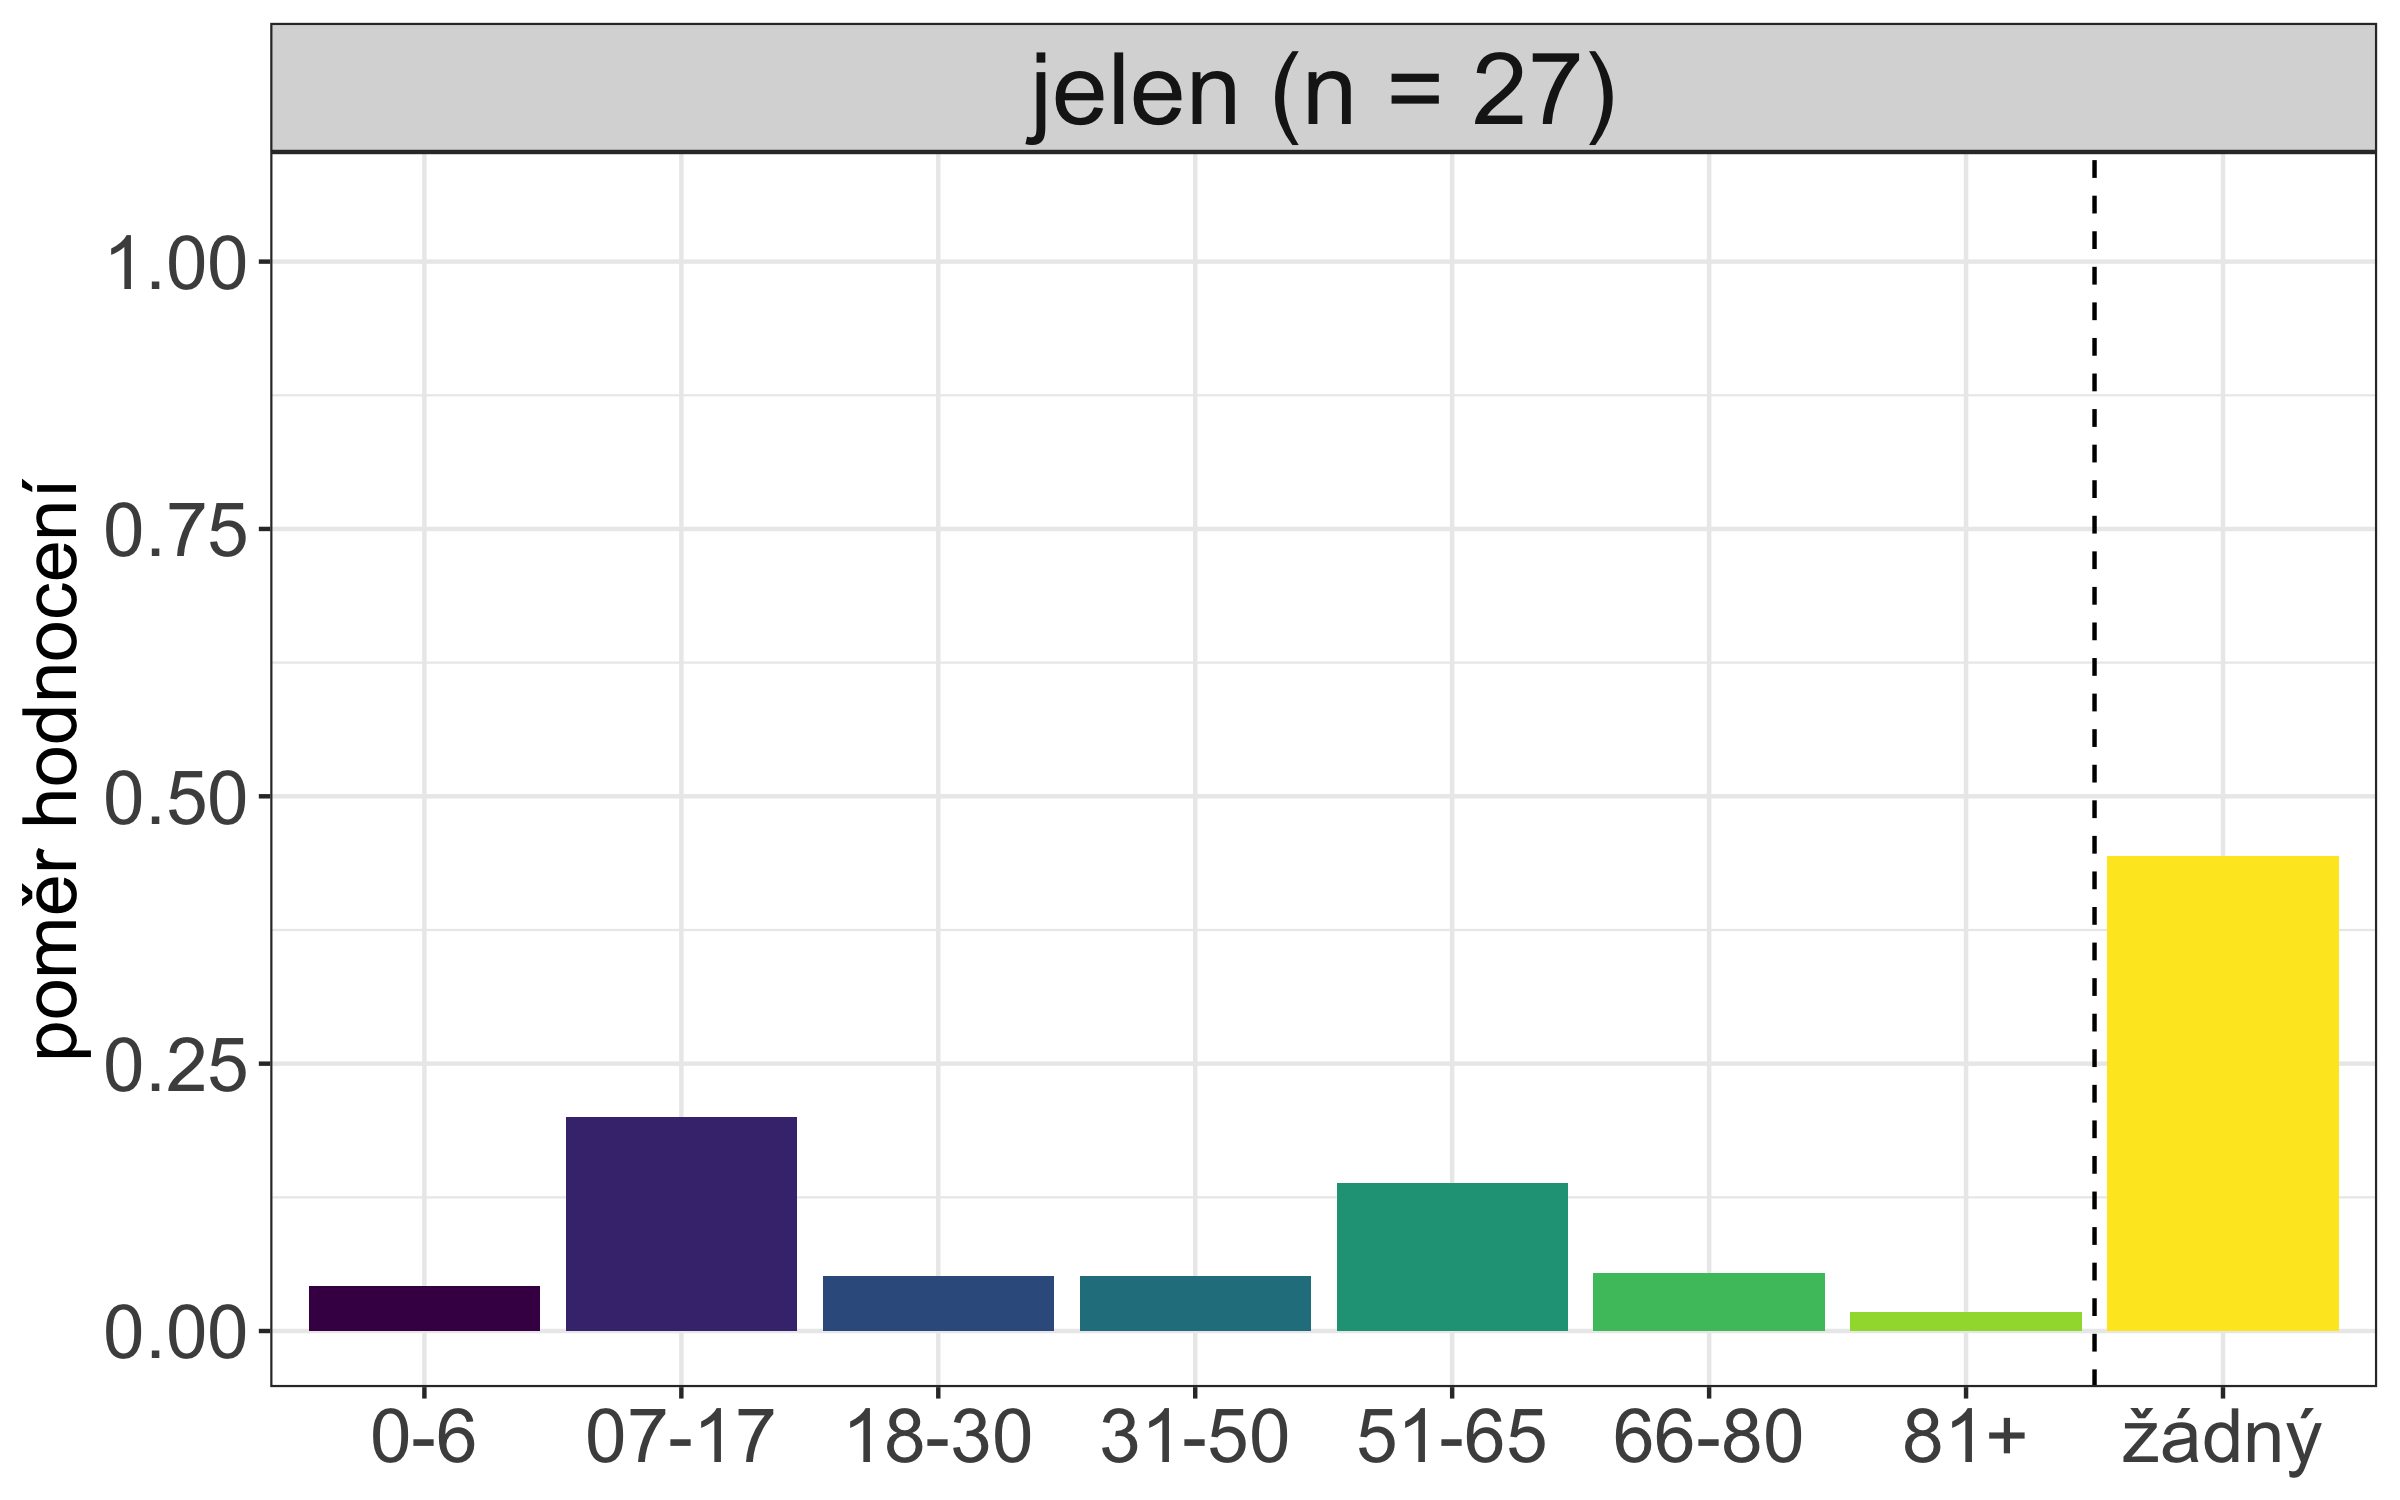 jelen (n = 27)
poměr hodnocení
1.00
0.75
0.50
0.25
0.00
0-6 07-17 18-30 31-50 51-65 66-80 81+ žádný